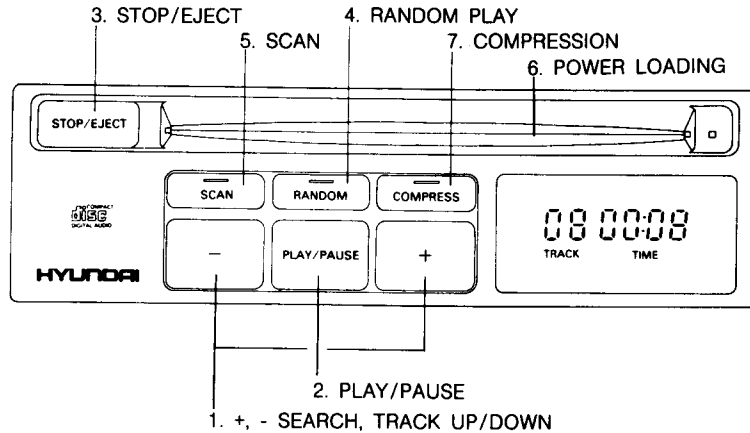 3. STOP/EJECT
4. RANDOM PLAY
5. SCAN
7. COMPRESSION
6. POWER LOADING
STOP/EJECT
SCAN
RANDOM
COMPRESS
COMPACT
disc
DIGITAL AUDIO
-
PLAY/PAUSE
+
08 00:08
TRACK
TIME
HYUNDAI
2. PLAY/PAUSE
1. +, - SEARCH, TRACK UP/DOWN